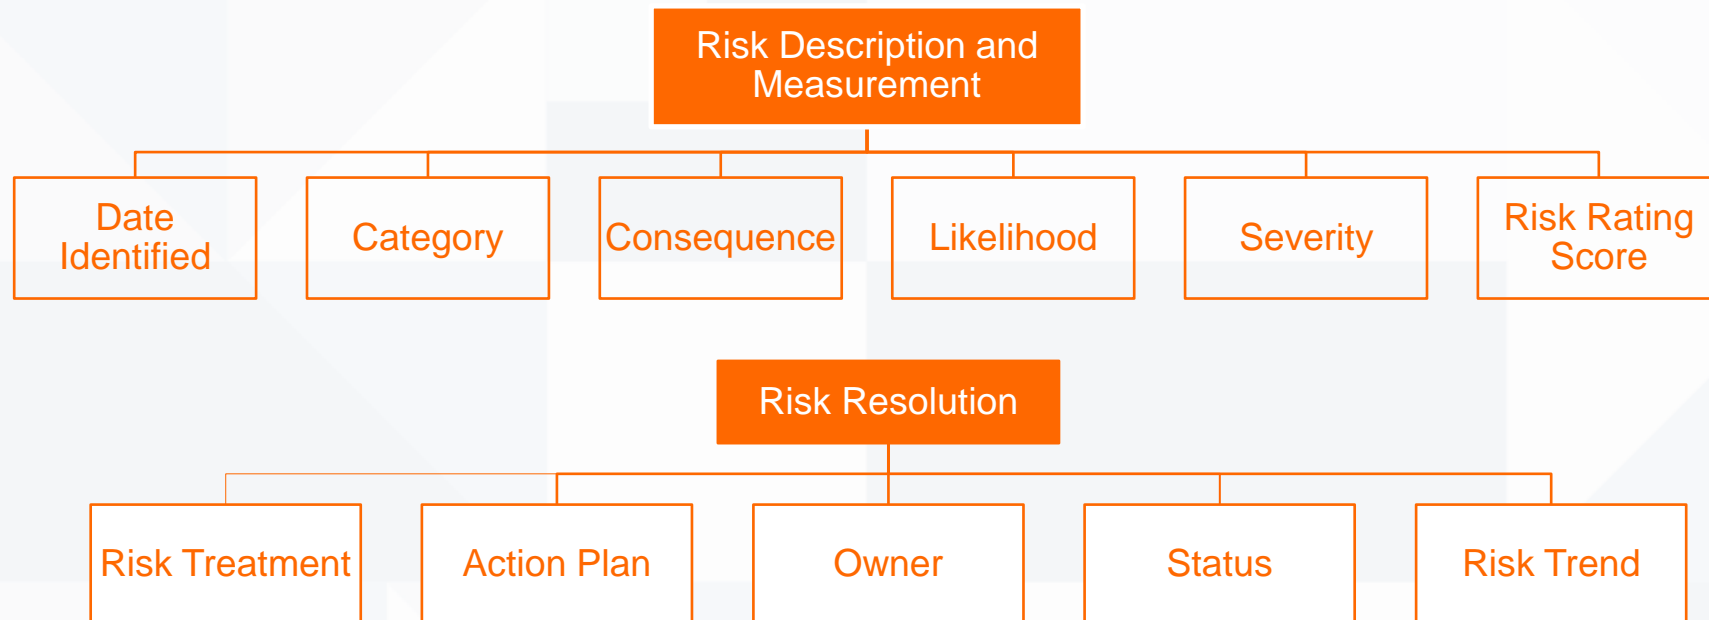 Risk Description and
Measurement
Date
Identified
Category
Consequence
Likelihood
Severity
Risk Rating
Score
Risk Resolution
Risk Treatment
Action Plan
Owner
Status
Risk Trend